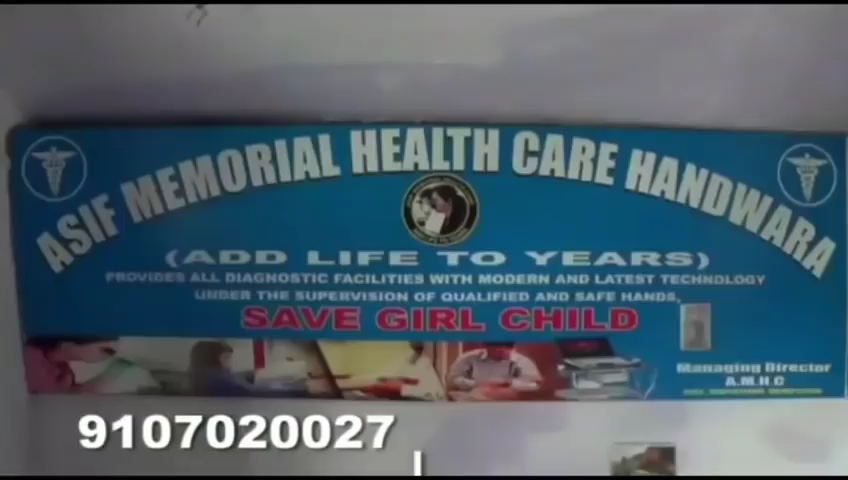 ASIF MEMORIAL HEALTH CARE HANDWARA
(ADD LIFE TO YEARS)
PROVIDES ALL DIAGNOSTIC FACILITIES WITH MODERN AND LATEST TECHNOLOGY
UNDER THE SUPERVISION OF QUALIFIED AND SAFE HANDS,
SAVE GIRL CHILD
Managing Director
A.M.H.C
9107020027